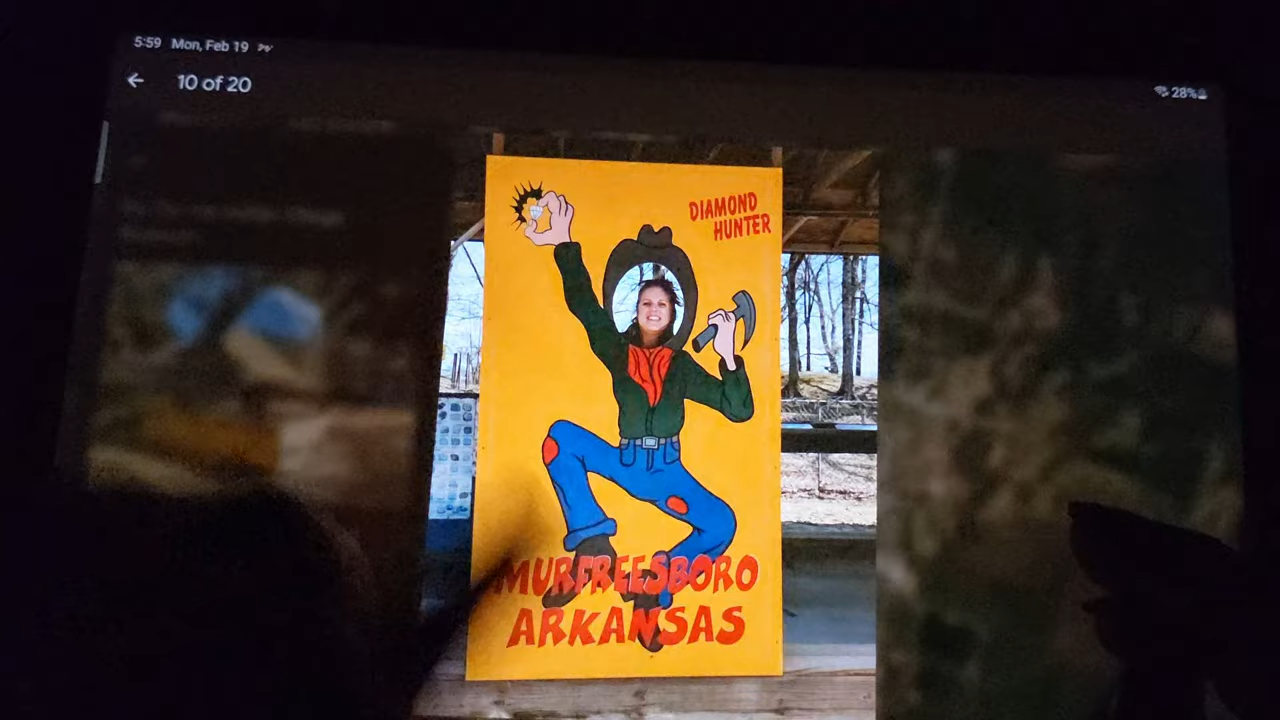 5:59 Mon, Feb 19
28%
10 of 20
DIAMOND
HUNTER
MURFREESBORO
ARKANSAS